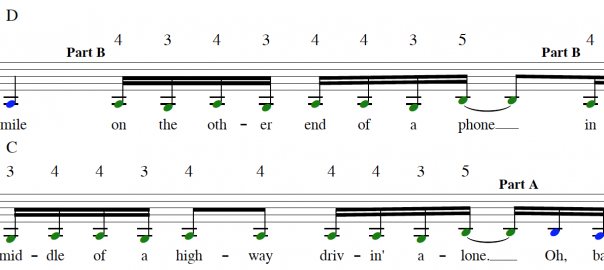 D
Part B 4 3 4 3 4 4 3 5 Part B 4
mile on the oth - er end of a phone in
C
3 4 4 3 4 4 4 4 3 5 Part A
mid - dle of a high - way driv - in' a - lone. Oh, ba